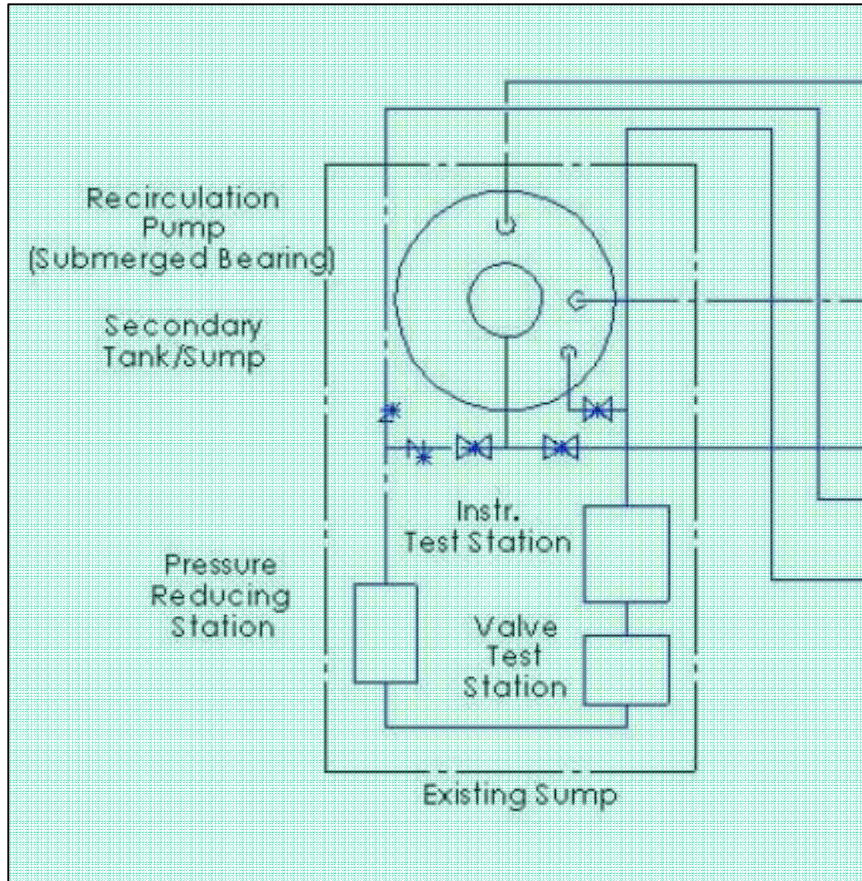 Recirculation
Pump
(Submerged Bearing)
Secondary
Tank/Sump
Instr.
Test Station
Pressure
Reducing
Station
Valve
Test
Station
Existing Sump